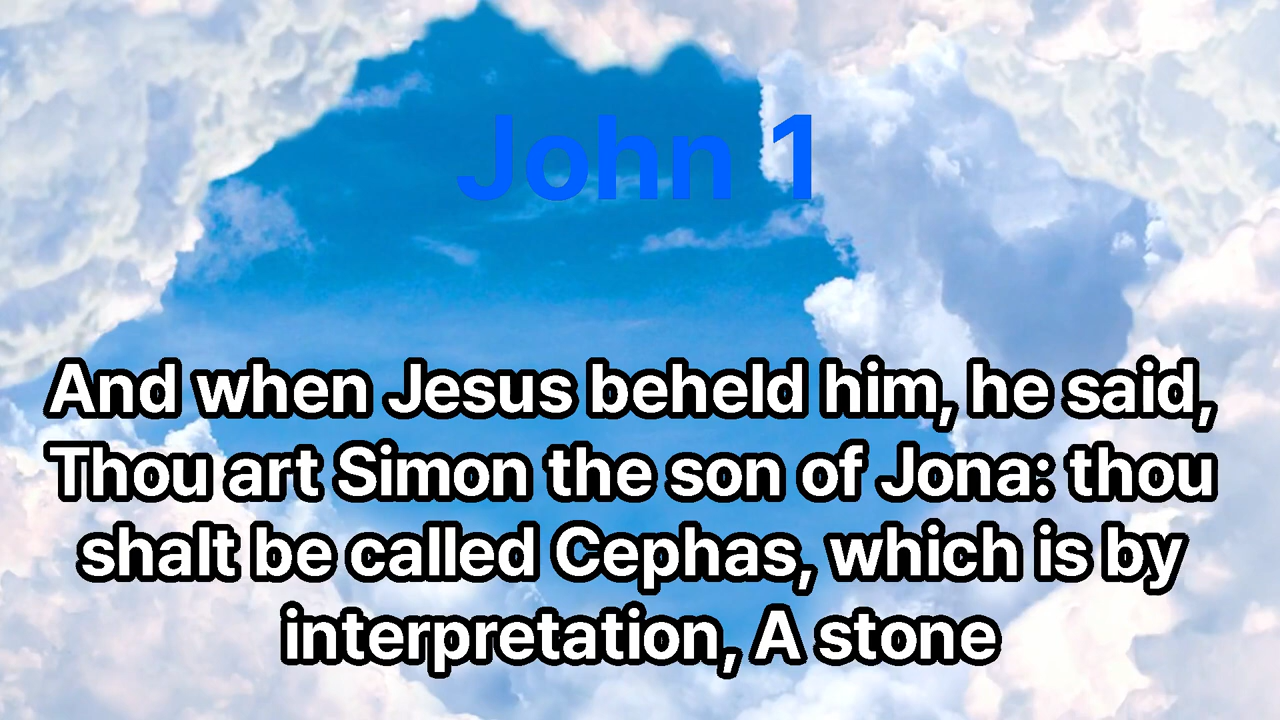 John 1
And when Jesus beheld him, he said,
Thou art Simon the son of Jona: thou
shalt be called Cephas, which is by
interpretation, A stone